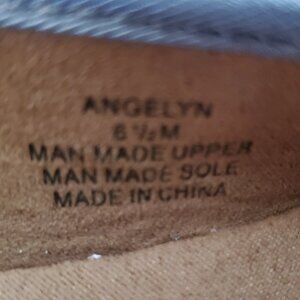 ANGELYN
6 ½ M
MAN MADE UPPER
MAN MADE SOLE
MADE IN CHINA